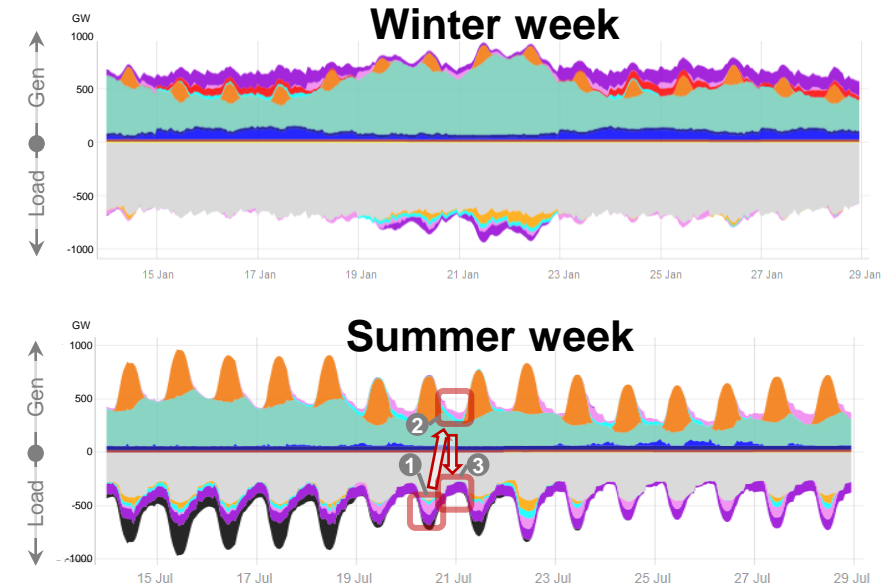 Winter week
GW
1000
500
0
-500
-1000
Gen
Load
15 Jan 17 Jan 19 Jan 21 Jan 23 Jan 25 Jan 27 Jan 29 Jan
Summer week
GW
1000
500
0
-500
-1000
Gen
Load
2
1 3
15 Jul 17 Jul 19 Jul 21 Jul 23 Jul 25 Jul 27 Jul 29 Jul